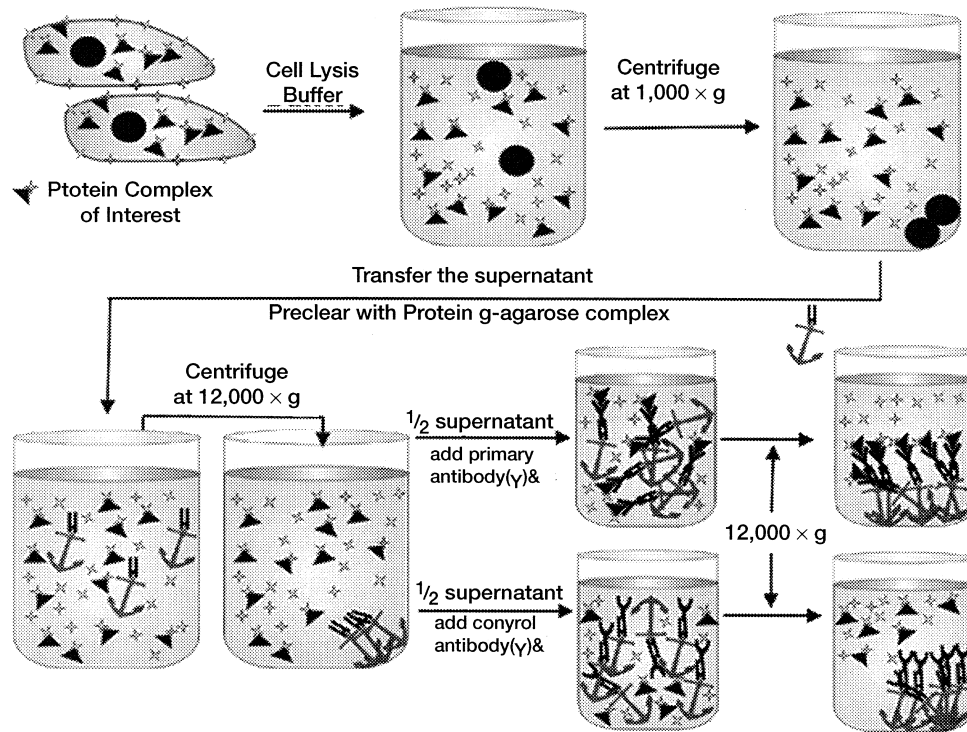 Cell Lysis
Buffer
Centrifuge
at 1,000 × g
Ptotein Complex
of Interest
Transfer the supernatant
Preclear with Protein g-agarose complex
Centrifuge
at 12,000 × g
1/2 supernatant
add primary
antibody(Y)&
12,000 × g
1/2 supernatant
add conyrol
antibody(Y)&